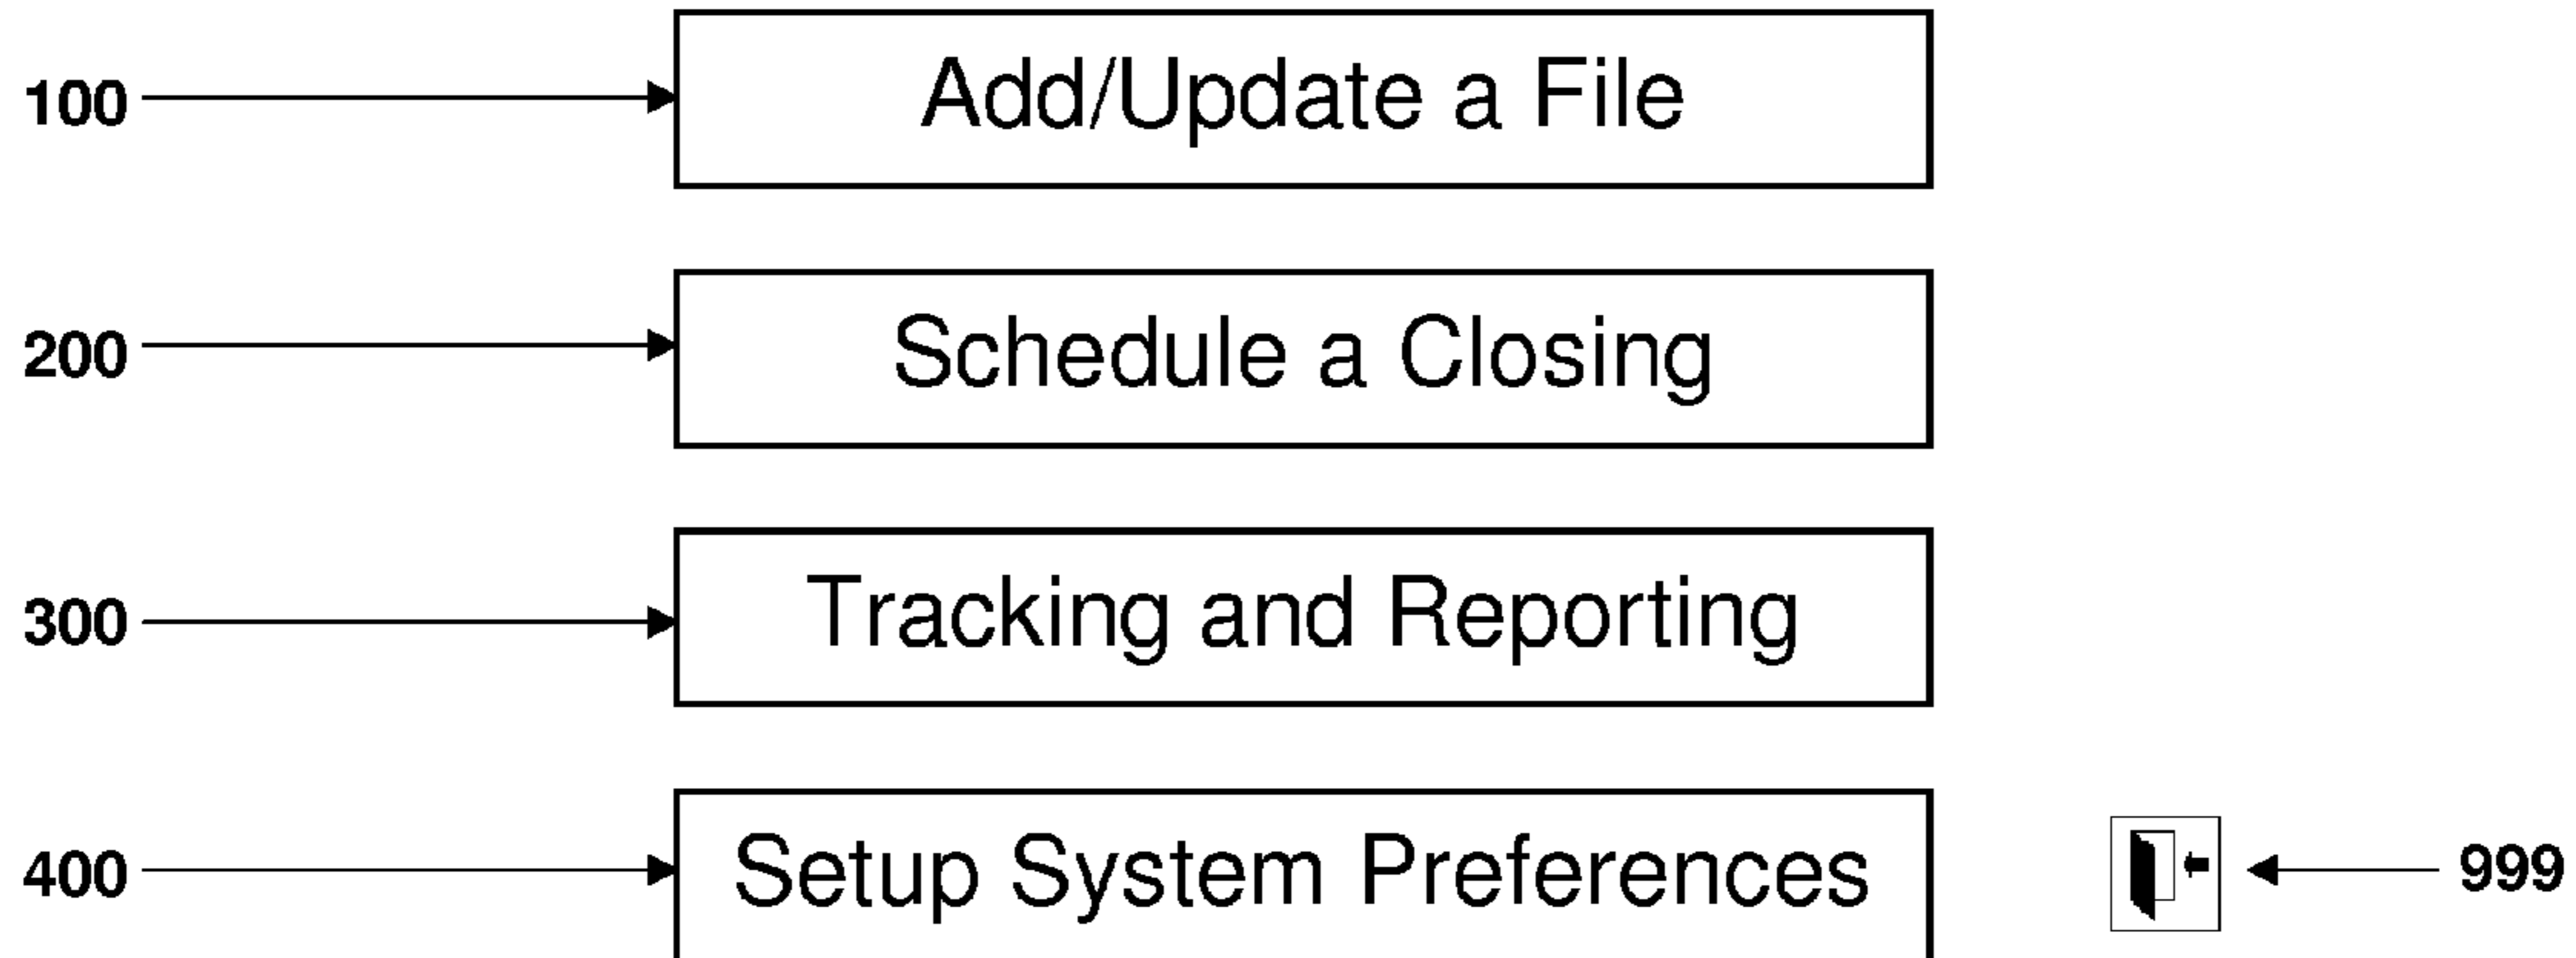 100 Add/Update a File
200 Schedule a Closing
300 Tracking and Reporting
400 Setup System Preferences 999